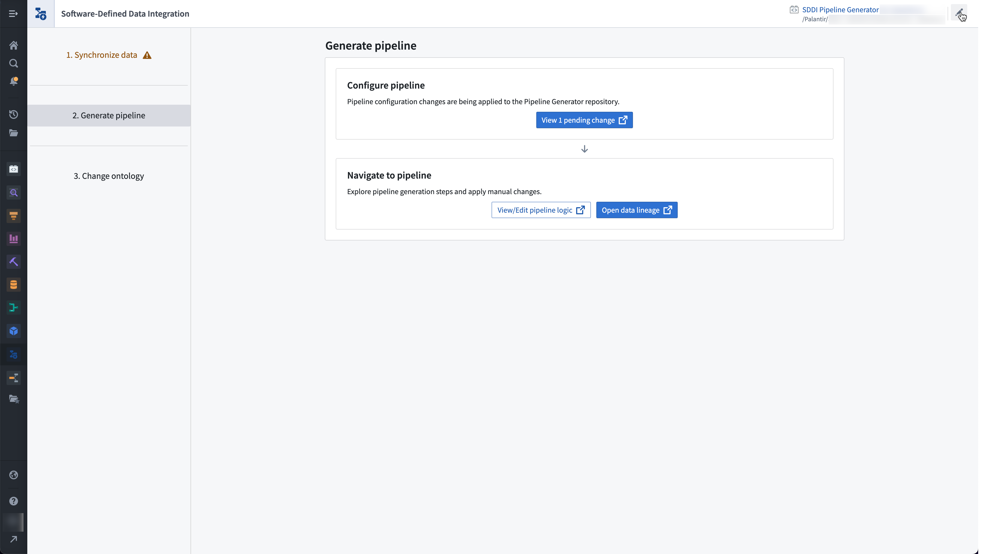 Software-Defined Data Integration
SDDI Pipeline Generator
/Palantir/
1. Synchronize data
2. Generate pipeline
3. Change ontology
Generate pipeline
Configure pipeline
Pipeline configuration changes are being applied to the Pipeline Generator repository.
View 1 pending change
Navigate to pipeline
Explore pipeline generation steps and apply manual changes.
View/Edit pipeline logic
Open data lineage